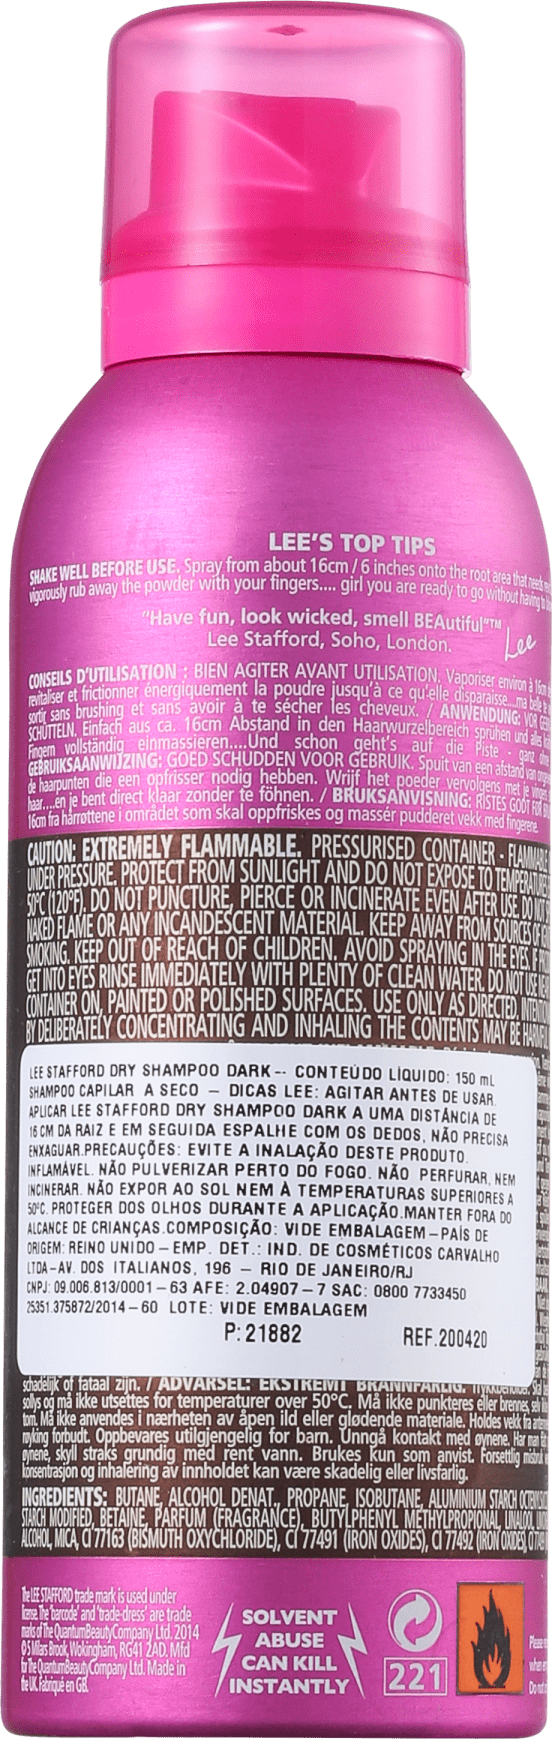 LEE'S TOP TIPS
SHAKE WELL BEFORE USE. Spray from about 16cm / 6 inches onto the root area that needs
vigorously rub away the powder with your fingers.... girl you are ready to go without having to
"Have fun, look wicked, smell BEAutiful"™
Lee Stafford, Soho, London. Lee
CONSEILS D'UTILISATION : BIEN AGITER AVANT UTILISATION. Vaporiser environ à 16cm
revitaliser et frictionner énergiquement la poudre jusqu'à ce qu'elle disparaisse...ma belle te
sortir sans brushing et sans avoir à te sécher les cheveux. / ANWENDUNG: VOR
SCHÜTTELN. Einfach aus ca. 16cm Abstand in den Haarwurzelbereich sprühen und alles
Fingern vollständig einmassieren....Und schon geht's auf die Piste - ganz
GEBRUIKSAANWIJZING: GOED SCHUDDEN VOOR GEBRUIK. Spuit van een afstand van
de haarpunten die een opfrisser nodig hebben. Wrijf het poeder vervolgens met je vingers
haar....en je bent direct klaar zonder te föhnen. / BRUKSANVISNING: RISTES GODT FØR
16cm fra hårrøttene i området som skal oppfriskes og massér pudderet vekk med fingrene.
CAUTION: EXTREMELY FLAMMABLE. PRESSURISED CONTAINER - FLAMMABLE
UNDER PRESSURE. PROTECT FROM SUNLIGHT AND DO NOT EXPOSE TO TEMPERATURES
50°C (120°F). DO NOT PUNCTURE, PIERCE OR INCINERATE EVEN AFTER USE. DO NOT
NAKED FLAME OR ANY INCANDESCENT MATERIAL. KEEP AWAY FROM SOURCES OF
SMOKING. KEEP OUT OF REACH OF CHILDREN. AVOID SPRAYING IN THE EYES. IF
GET INTO EYES RINSE IMMEDIATELY WITH PLENTY OF CLEAN WATER. DO NOT USE
CONTAINER ON, PAINTED OR POLISHED SURFACES. USE ONLY AS DIRECTED.
BY DELIBERATELY CONCENTRATING AND INHALING THE CONTENTS MAY BE
LEE STAFFORD DRY SHAMPOO DARK -- CONTEÚDO LÍQUIDO: 150 mL
SHAMPOO CAPILAR A SECO – DICAS LEE: AGITAR ANTES DE USAR.
APLICAR LEE STAFFORD DRY SHAMPOO DARK A UMA DISTÂNCIA DE
16 CM DA RAIZ E EM SEGUIDA ESPALHE COM OS DEDOS, NÃO PRECISA
ENXAGUAR.PRECAUÇÕES: EVITE A INALAÇÃO DESTE PRODUTO.
INFLAMÁVEL. NÃO PULVERIZAR PERTO DO FOGO. NÃO PERFURAR, NEM
INCINERAR. NÃO EXPOR AO SOL NEM À TEMPERATURAS SUPERIORES A
50°C. PROTEGER DOS OLHOS DURANTE A APLICAÇÃO.MANTER FORA DO
ALCANCE DE CRIANÇAS.COMPOSIÇÃO: VIDE EMBALAGEM – PAÍS DE
ORIGEM: REINO UNIDO – EMP. DET.: IND. DE COSMÉTICOS CARVALHO
LTDA-AV. DOS ITALIANOS, 196 – RIO DE JANEIRO/RJ
CNPJ: 09.006.813/0001 – 63 AFE: 2.04907 – 7 SAC: 0800 7733450
25351.375872/2014 – 60 LOTE: VIDE EMBALAGEM
P: 21882 REF.200420
schadelijk of fataal zijn. / ADVARSEL: EKSTREMT BRANNFARLIG.
sollys og må ikke utsettes for temperaturer over 50°C. Må ikke punkteres eller brennes, selv
tom. Må ikke anvendes i nærheten av åpen ild eller glødende materiale. Holdes vekk fra
røyking forbudt. Oppbevares utilgjengelig for barn. Unngå kontakt med øynene. Har man
øynene, skyll straks grundig med rent vann. Brukes kun som anvist. Forsettlig misbruk
konsentrasjon og inhalering av innholdet kan være skadelig eller livsfarlig.
INGREDIENTS: BUTANE, ALCOHOL DENAT., PROPANE, ISOBUTANE, ALUMINIUM STARCH
STARCH MODIFIED, BETAINE, PARFUM (FRAGRANCE), BUTYLPHENYL METHYLPROPIONAL, LINALOOL,
ALCOHOL, MICA, CI 77163 (BISMUTH OXYCHLORIDE), CI 77491 (IRON OXIDES), CI 77492 (IRON OXIDES),
The LEE STAFFORD trade mark is used under
license. The 'barcode' and 'trade-dress' are trade
marks of The Quantum Beauty Company Ltd. 2014
© 5 Milas Brook, Wokingham, RG41 2AD. Mfd
for The Quantum Beauty Company Ltd. Made in
the UK. Fabriqué en GB.
SOLVENT
ABUSE
CAN KILL
INSTANTLY
221